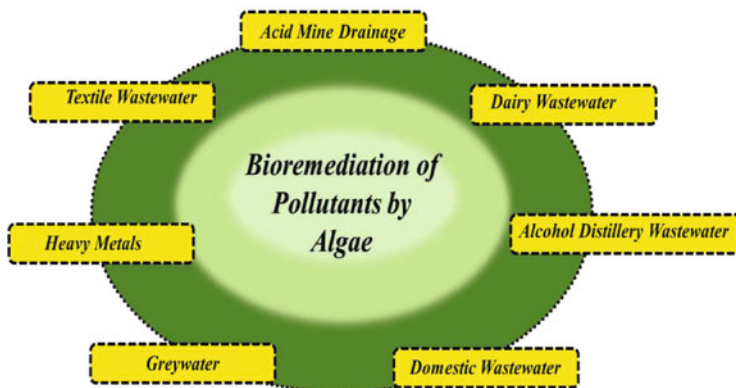 Acid Mine Drainage
Textile Wastewater
Dairy Wastewater
Bioremediation of
Pollutants by
Algae
Heavy Metals
Alcohol Distillery Wastewater
Greywater
Domestic Wastewater